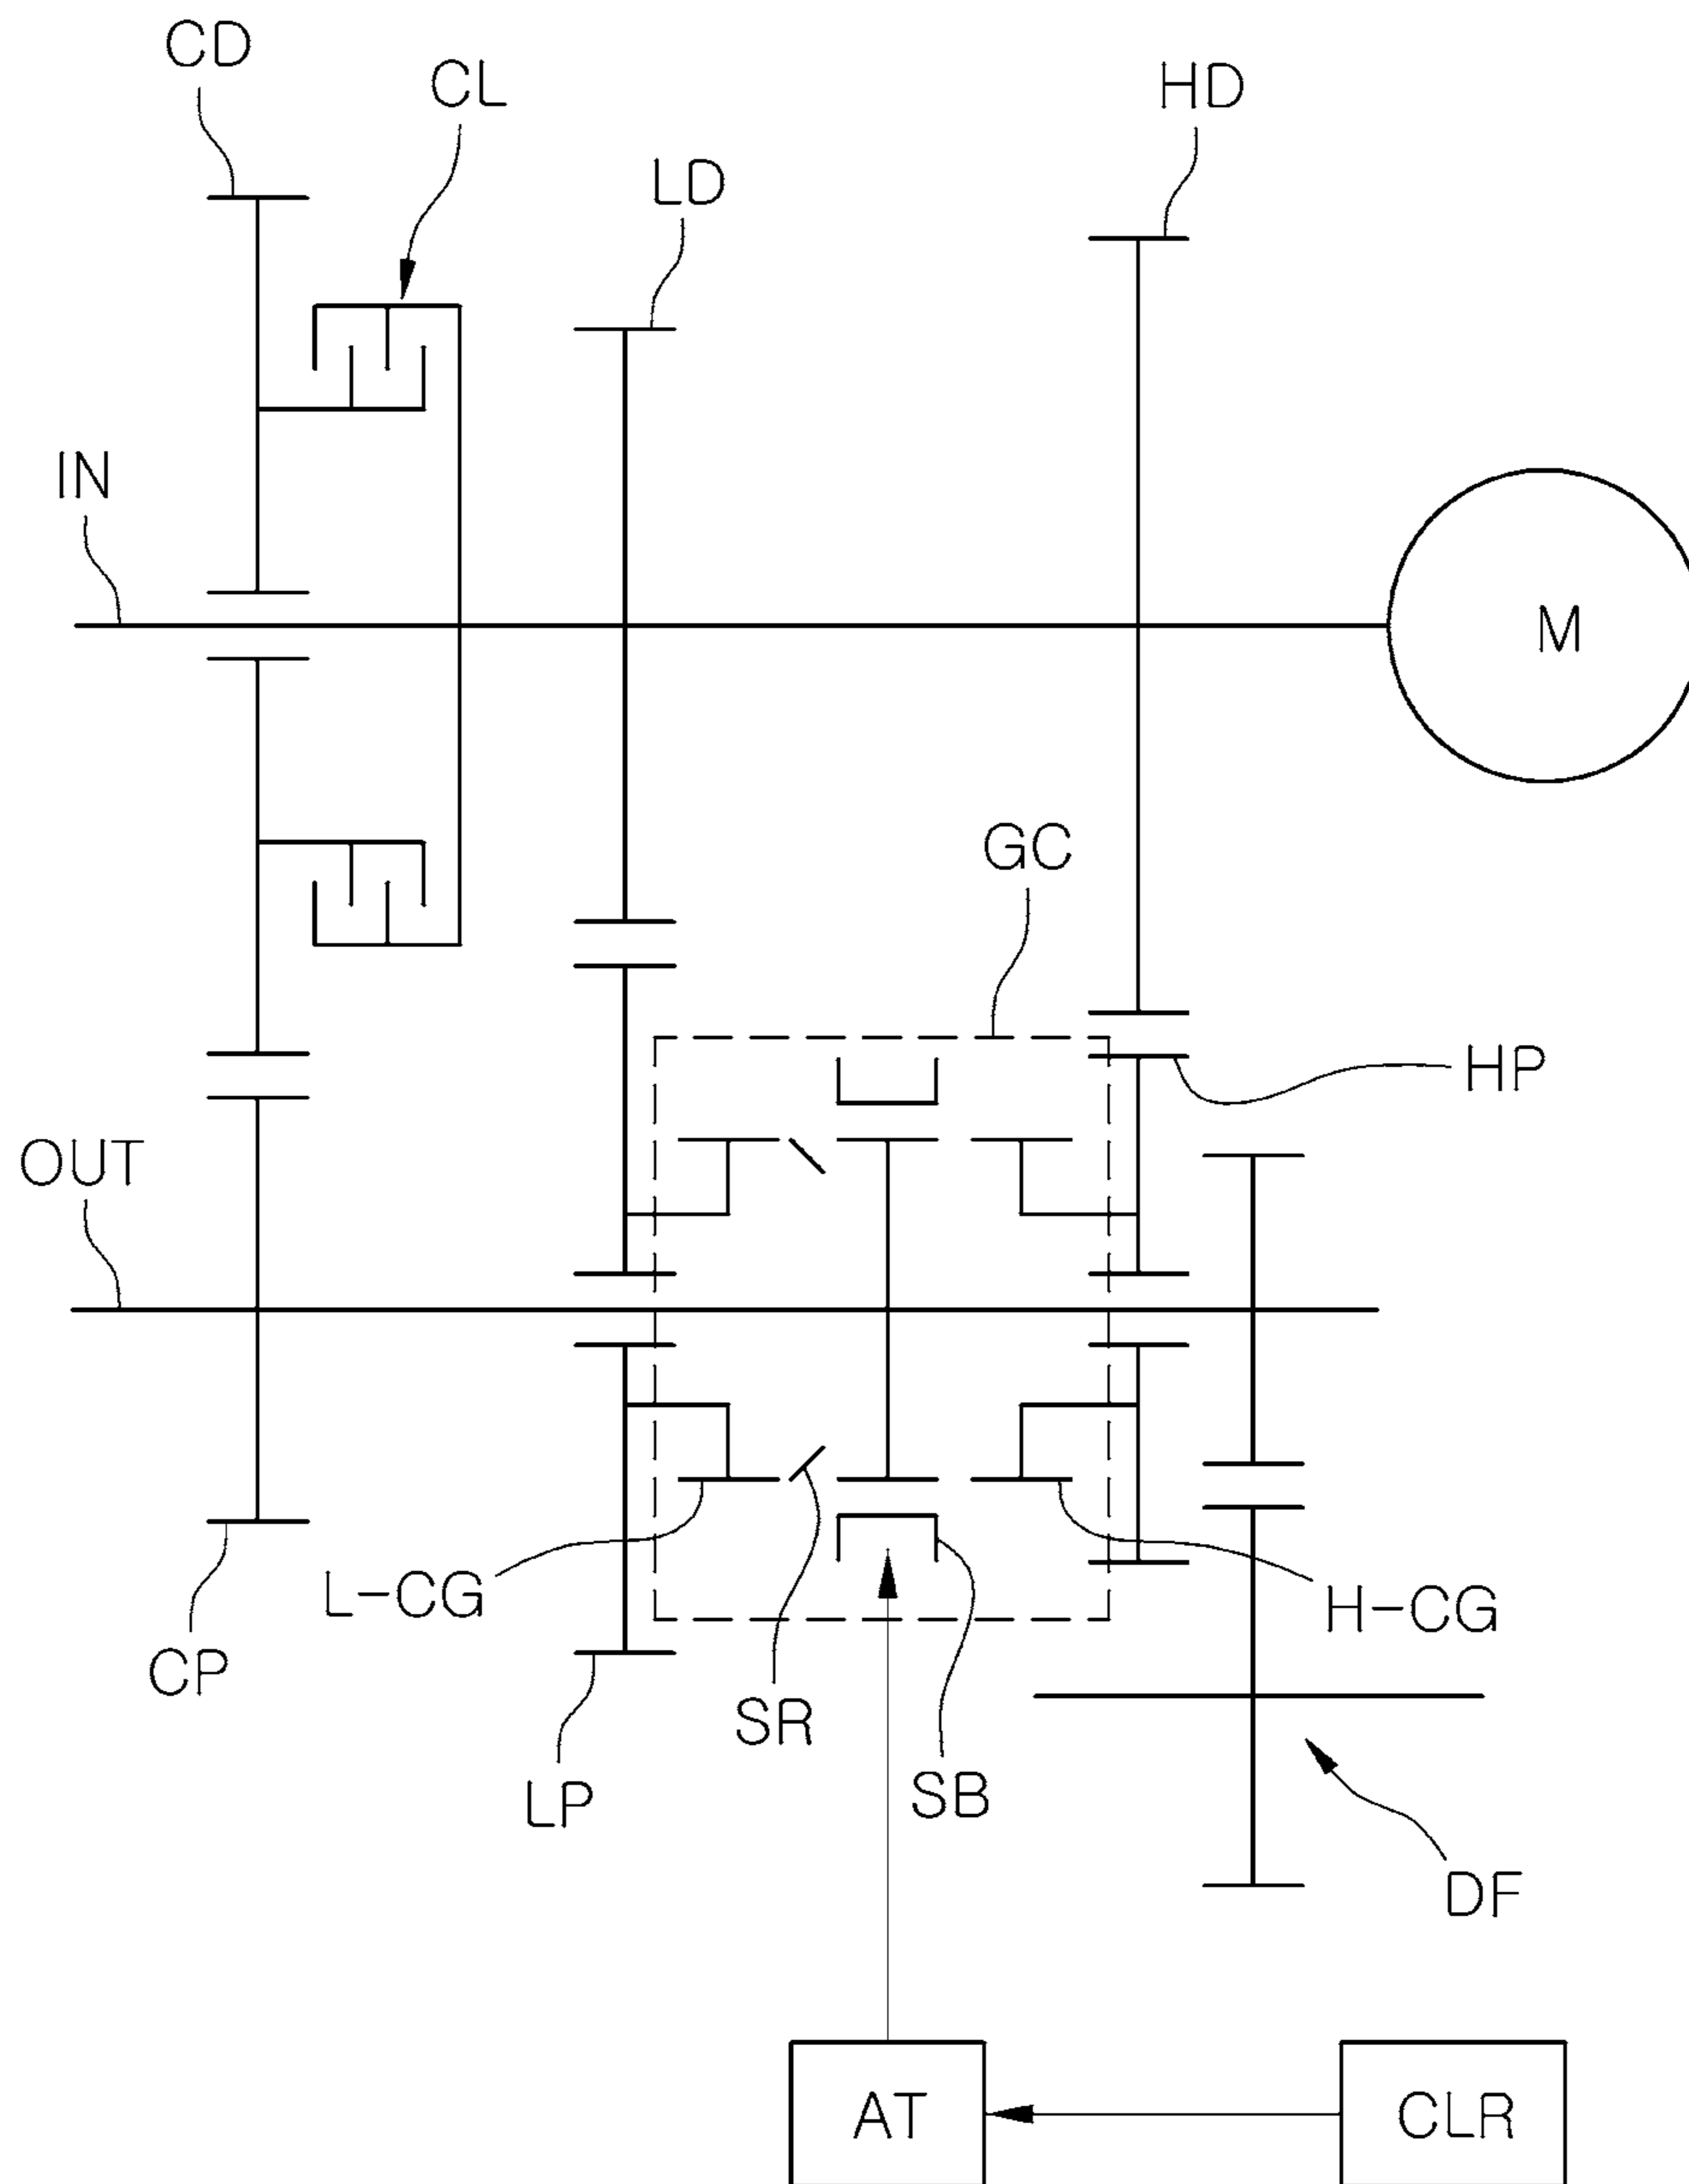 CD
CL
HD
LD
IN
M
GC
HP
OUT
L-CG
H-CG
CP
SR
LP
SB
DF
AT
CLR